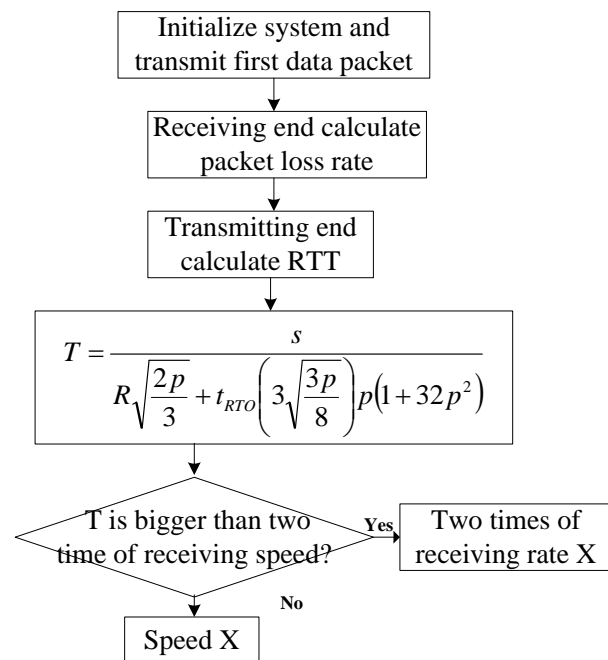 Initialize system and
transmit first data packet
Receiving end calculate
packet loss rate
Transmitting end
calculate RTT
T = s / (R√(2p/3) + t_RTO(3√(3p/8))p(1 + 32p²))
T is bigger than two
time of receiving speed?
Yes
Two times of
receiving rate X
No
Speed X